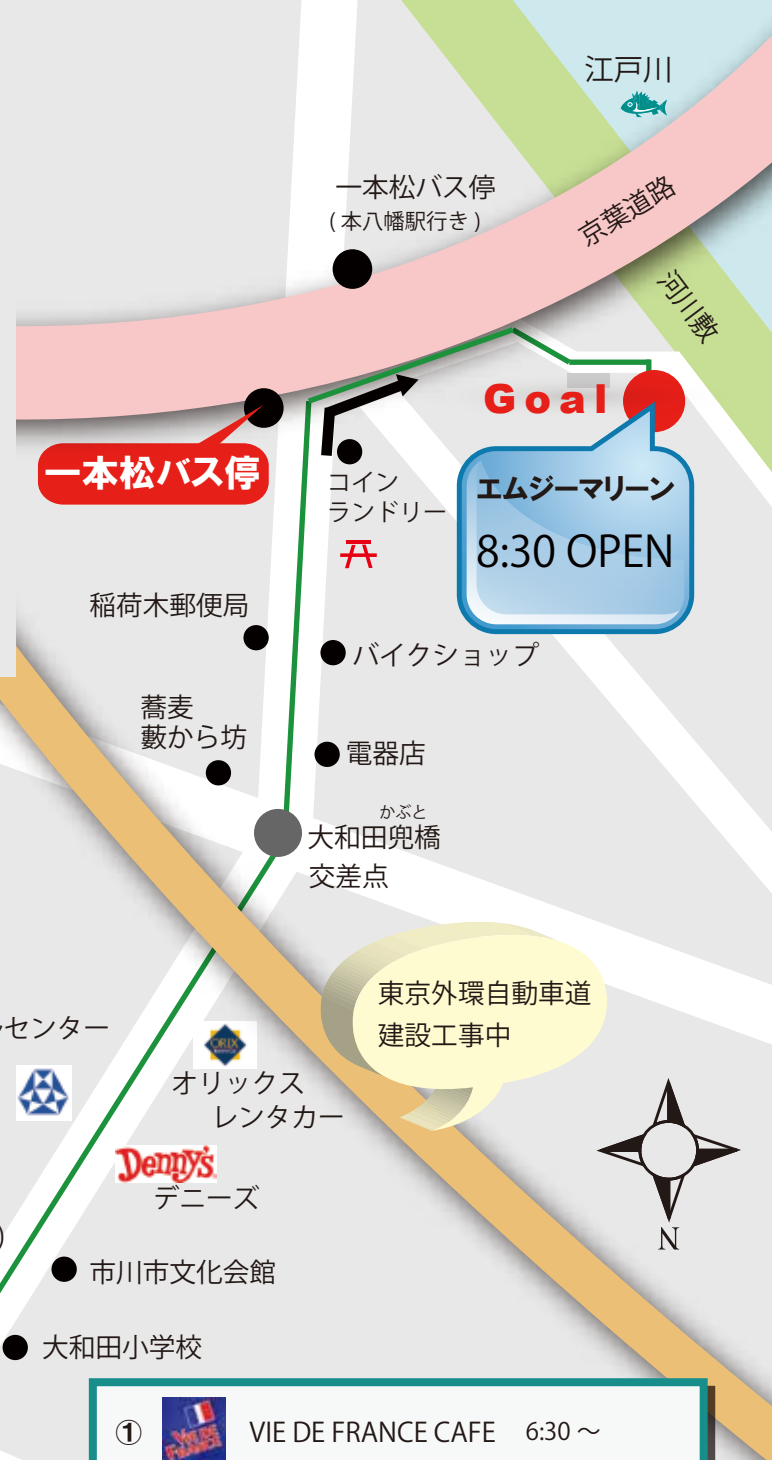 江戸川
一本松バス停
(本八幡駅行き)
京葉道路
河川敷
Goal
一本松バス停
エムジーマリーン
8:30 OPEN
コイン
ランドリー
稲荷木郵便局
バイクショップ
蕎麦
藪から坊
電器店
かぶと
大和田兜橋
交差点
東京外環自動車道
建設工事中
センター
ORIX
オリックス
レンタカー
Denny's
デニーズ
N
)
市川市文化会館
大和田小学校
① VIE DE FRANCE VIE DE FRANCE CAFE 6:30 ～